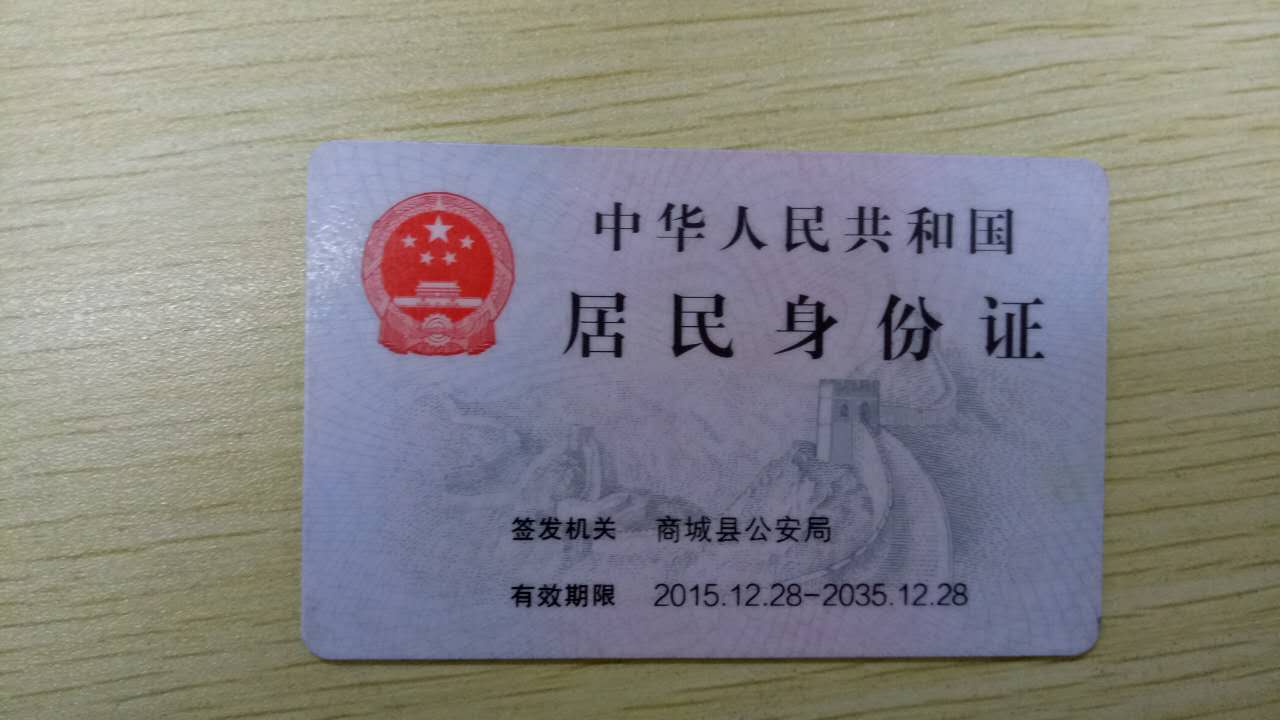 中华人民共和国
居民身份证
签发机关 商城县公安局
有效期限 2015.12.28-2035.12.28